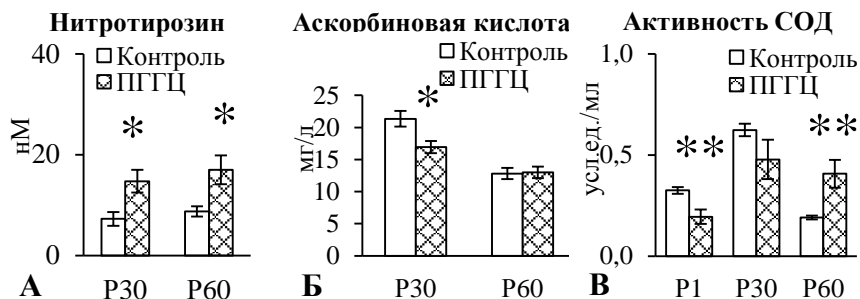 Нитротирозин
40
Контроль
ПГГЦ
*
*
нМ
20
0
А
P30
P60
Аскорбиновая кислота
Контроль
ПГГЦ
*
мг/л
25
20
15
10
5
0
Б
P30
P60
Активность СОД
1,0
Контроль
ПГГЦ
**
**
усл.ед./мл
0,5
0,0
В
P1
P30
P60